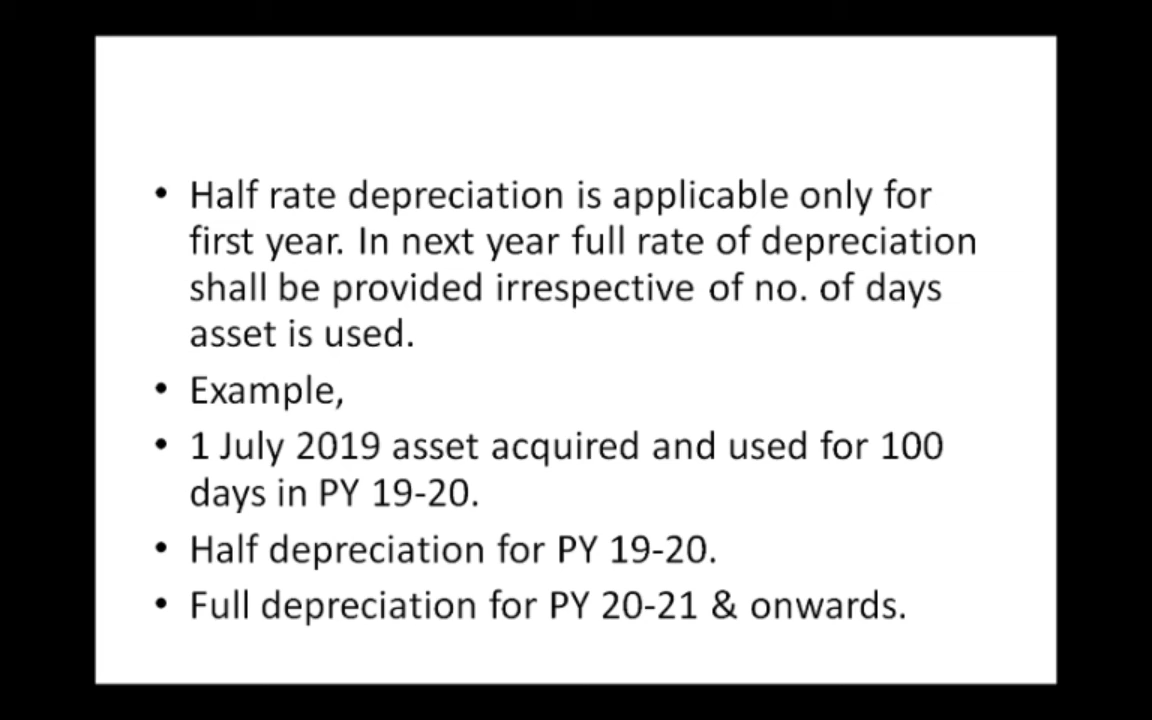 • Half rate depreciation is applicable only for
first year. In next year full rate of depreciation
shall be provided irrespective of no. of days
asset is used.
• Example,
• 1 July 2019 asset acquired and used for 100
days in PY 19-20.
• Half depreciation for PY 19-20.
• Full depreciation for PY 20-21 & onwards.